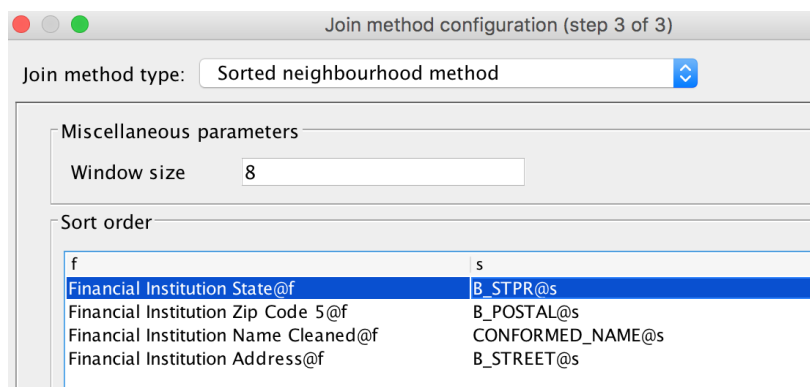 Join method configuration (step 3 of 3)
Join method type: Sorted neighbourhood method
Miscellaneous parameters
Window size 8
Sort order
f s
Financial Institution State@f B_STPR@s
Financial Institution Zip Code 5@f B_POSTAL@s
Financial Institution Name Cleaned@f CONFORMED_NAME@s
Financial Institution Address@f B_STREET@s